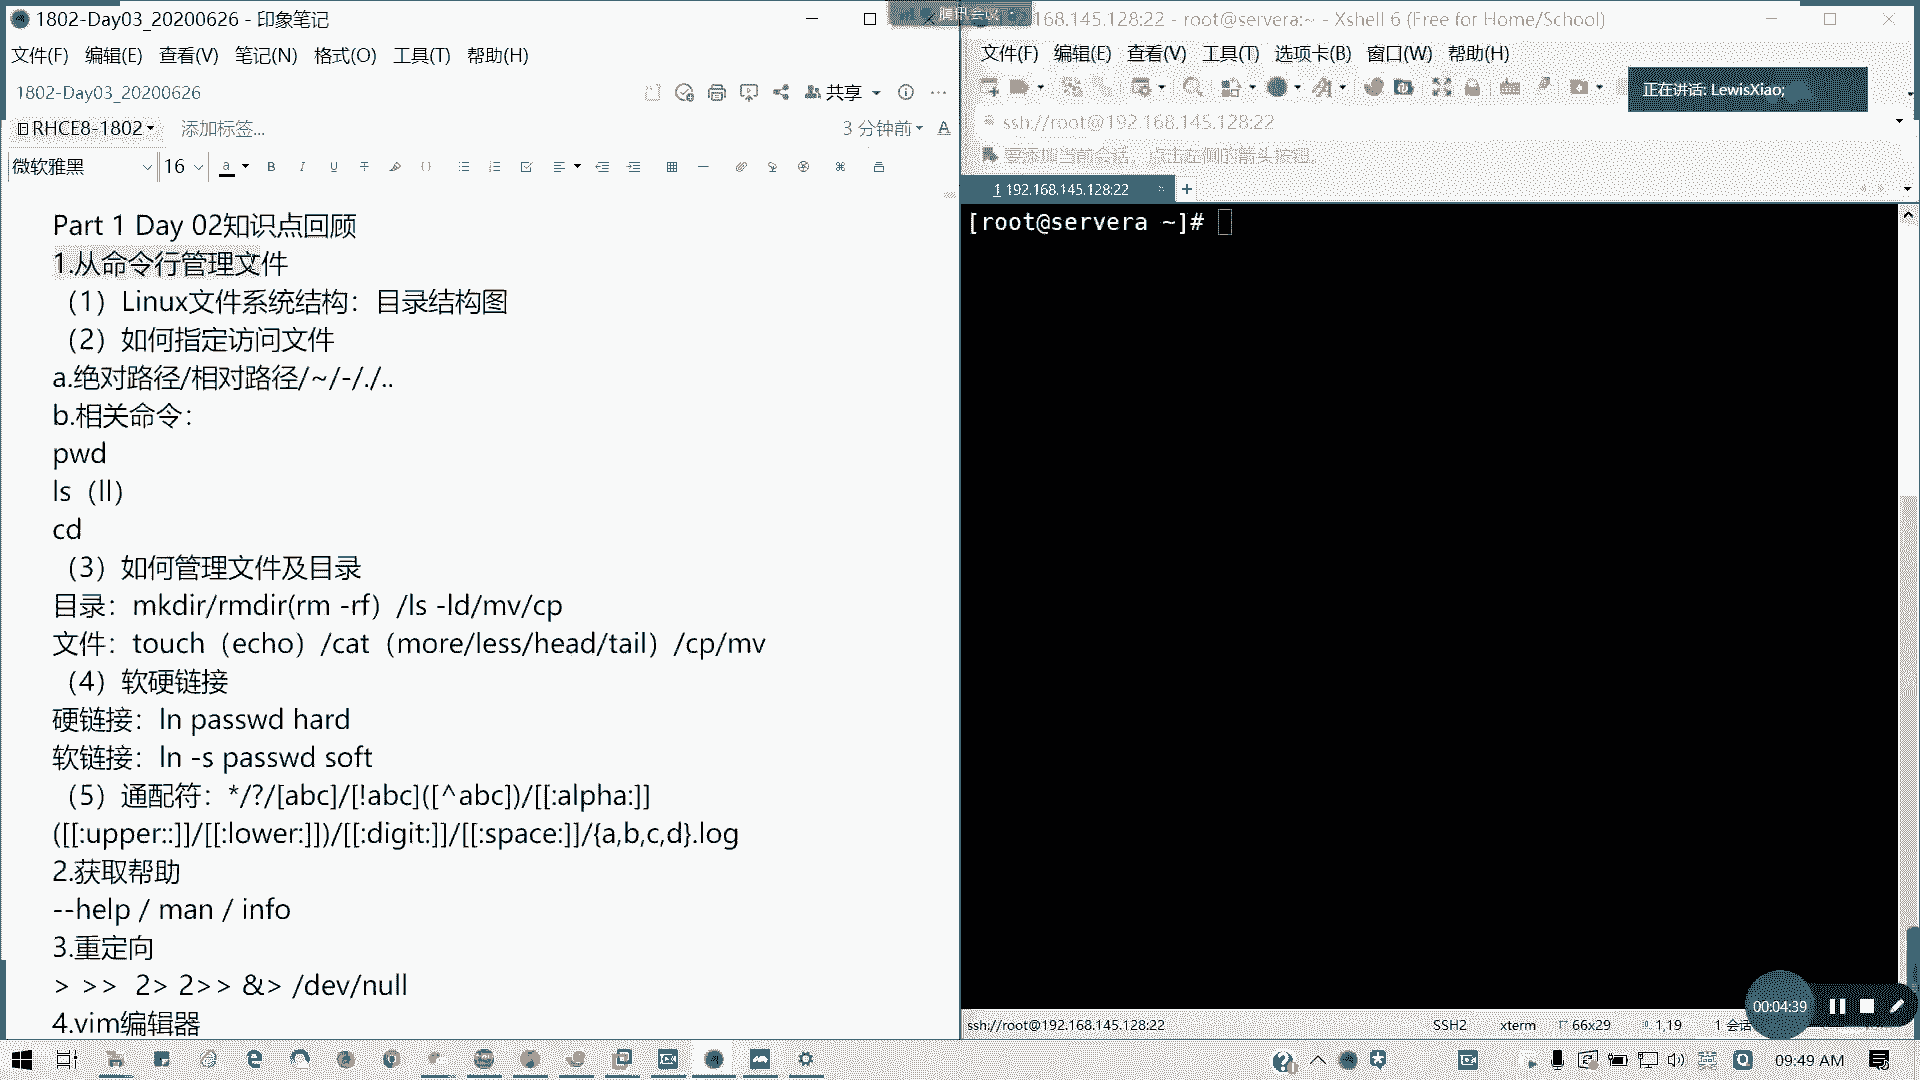 1802-Day03_20200626 - 印象笔记
文件(F) 编辑(E) 查看(V) 笔记(N) 格式(O) 工具(T) 帮助(H)
1802-Day03_20200626
共享
RHCE8-1802 添加标签...
3 分钟前
微软雅黑 16
Part 1 Day 02知识点回顾
1.从命令行管理文件
（1）Linux文件系统结构：目录结构图
（2）如何指定访问文件
a.绝对路径/相对路径/~/-/./..
b.相关命令：
pwd
ls（ll）
cd
（3）如何管理文件及目录
目录：mkdir/rmdir(rm -rf）/ls -ld/mv/cp
文件：touch（echo）/cat（more/less/head/tail）/cp/mv
（4）软硬链接
硬链接：ln passwd hard
软链接：ln -s passwd soft
（5）通配符：*/?/[abc]/[!abc]([^abc])/[[:alpha:]]
([[:upper::]]/[[:lower:]])/[[:digit:]]/[[:space:]]/{a,b,c,d}.log
2.获取帮助
--help / man / info
3.重定向
> >> 2> 2>> &> /dev/null
4.vim编辑器
腾讯会议
168.145.128:22 - root@servera:~ - Xshell 6 (Free for Home/School)
文件(F) 编辑(E) 查看(V) 工具(T) 选项卡(B) 窗口(W) 帮助(H)
正在讲话: LewisXiao;
ssh://root@192.168.145.128:22
要添加当前会话，点击左侧的箭头按钮。
1 192.168.145.128:22
[root@servera ~]#
00:04:39
ssh://root@192.168.145.128:22 SSH2 xterm 66x29 1,19 1 会话
09:49 AM